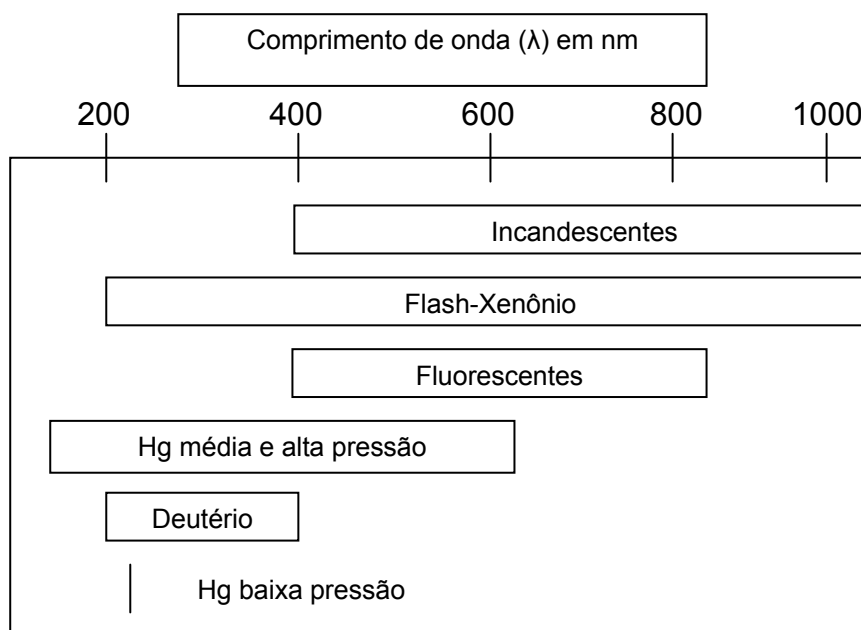 Comprimento de onda (λ) em nm
200 400 600 800 1000
Incandescentes
Flash-Xenônio
Fluorescentes
Hg média e alta pressão
Deutério
Hg baixa pressão